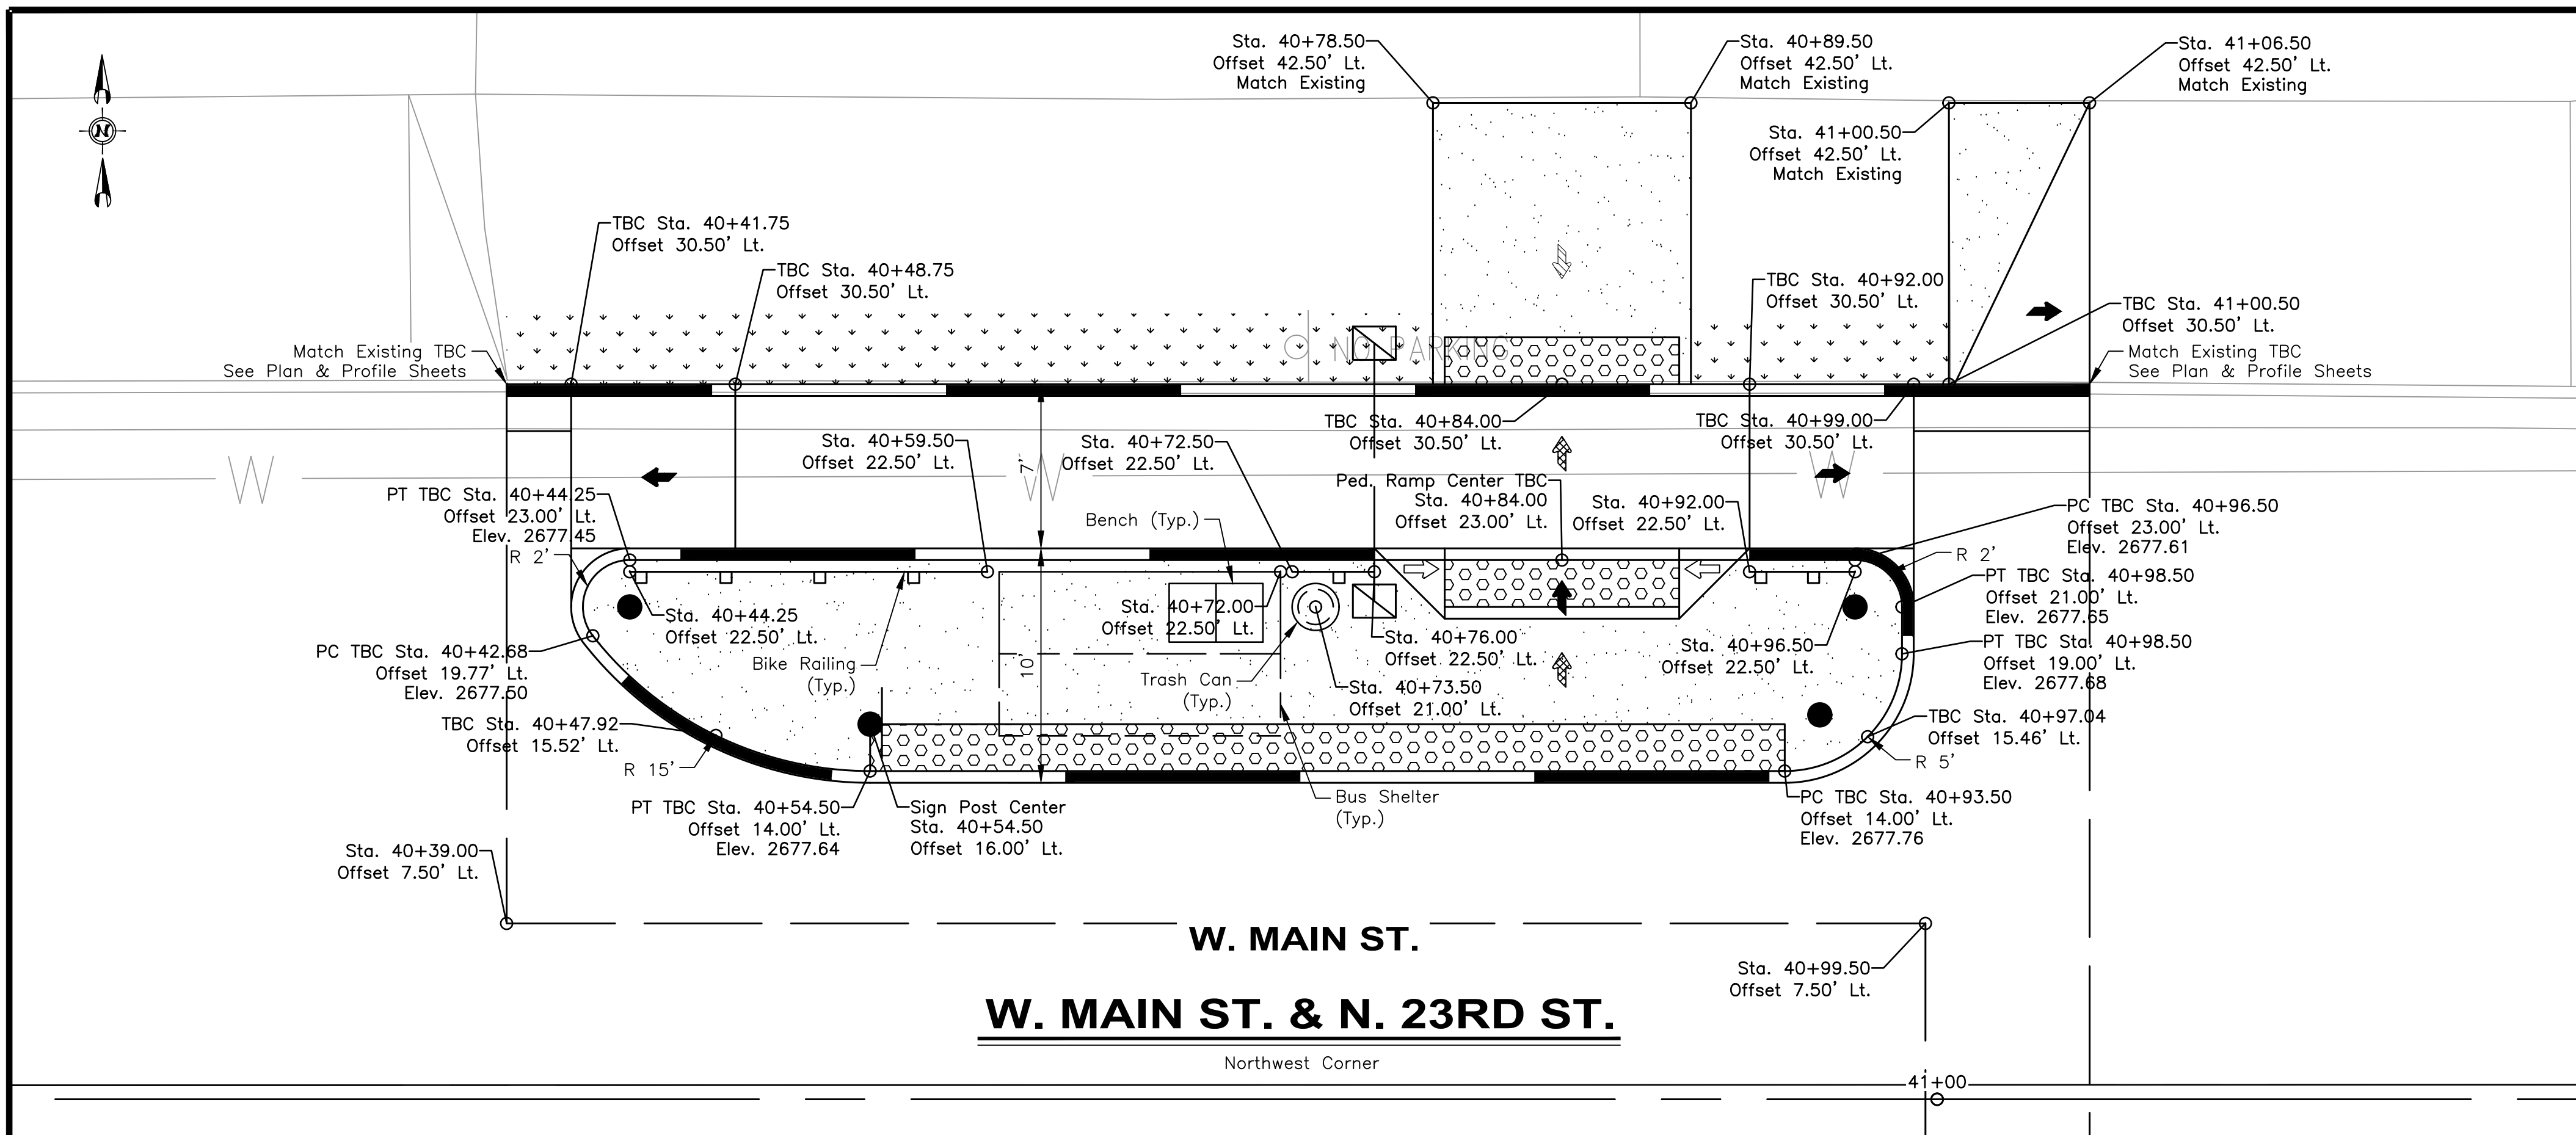 Sta. 40+78.50
Offset 42.50' Lt.
Match Existing
Sta. 40+89.50
Offset 42.50' Lt.
Match Existing
Sta. 41+06.50
Offset 42.50' Lt.
Match Existing
N
Sta. 41+00.50
Offset 42.50' Lt.
Match Existing
TBC Sta. 40+41.75
Offset 30.50' Lt.
TBC Sta. 40+48.75
Offset 30.50' Lt.
TBC Sta. 40+92.00
Offset 30.50' Lt.
TBC Sta. 41+00.50
Offset 30.50' Lt.
Match Existing TBC
See Plan & Profile Sheets
NO PARKING
Match Existing TBC
See Plan & Profile Sheets
TBC Sta. 40+84.00
Offset 30.50' Lt.
TBC Sta. 40+99.00
Offset 30.50' Lt.
Sta. 40+59.50
Offset 22.50' Lt.
7'
Sta. 40+72.50
Offset 22.50' Lt.
W
W
W
Ped. Ramp Center TBC
Sta. 40+84.00
Offset 23.00' Lt.
Sta. 40+92.00
Offset 22.50' Lt.
PT TBC Sta. 40+44.25
Offset 23.00' Lt.
Elev. 2677.45
R 2'
Bench (Typ.)
PC TBC Sta. 40+96.50
Offset 23.00' Lt.
Elev. 2677.61
R 2'
PT TBC Sta. 40+98.50
Offset 21.00' Lt.
Elev. 2677.65
Sta. 40+44.25
Offset 22.50' Lt.
Sta. 40+72.00
Offset 22.50' Lt.
Sta. 40+76.00
Offset 22.50' Lt.
Sta. 40+96.50
Offset 22.50' Lt.
PT TBC Sta. 40+98.50
Offset 19.00' Lt.
Elev. 2677.68
PC TBC Sta. 40+42.68
Offset 19.77' Lt.
Elev. 2677.50
Bike Railing
(Typ.)
10'
Trash Can
(Typ.)
Sta. 40+73.50
Offset 21.00' Lt.
TBC Sta. 40+47.92
Offset 15.52' Lt.
R 15'
TBC Sta. 40+97.04
Offset 15.46' Lt.
R 5'
PT TBC Sta. 40+54.50
Offset 14.00' Lt.
Elev. 2677.64
Sign Post Center
Sta. 40+54.50
Offset 16.00' Lt.
Bus Shelter
(Typ.)
PC TBC Sta. 40+93.50
Offset 14.00' Lt.
Elev. 2677.76
Sta. 40+39.00
Offset 7.50' Lt.
W. MAIN ST.
Sta. 40+99.50
Offset 7.50' Lt.
W. MAIN ST. & N. 23RD ST.
Northwest Corner
41+00